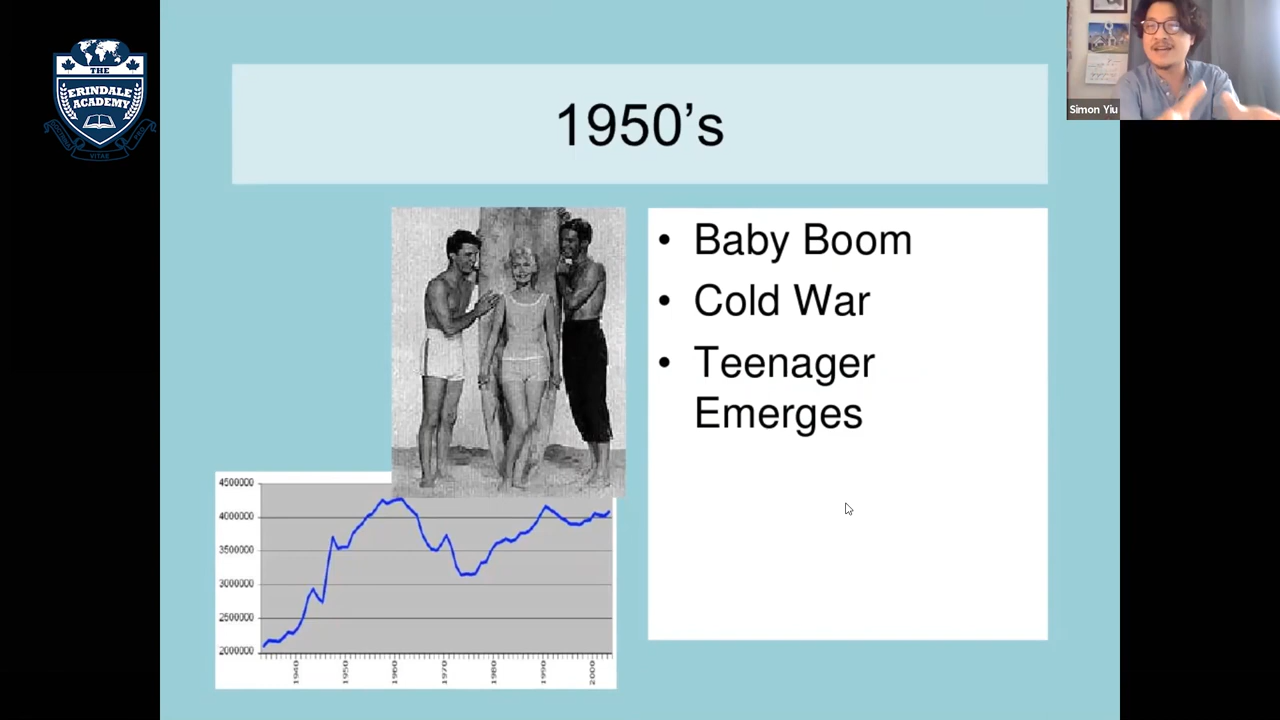 THE
ERINDALE
ACADEMY
VITAE
PRO
Simon Yiu
1950's
• Baby Boom
• Cold War
• Teenager
Emerges
4500000
4000000
3500000
3000000
2500000
2000000
1940
1950
1960
1970
1980
1990
2000